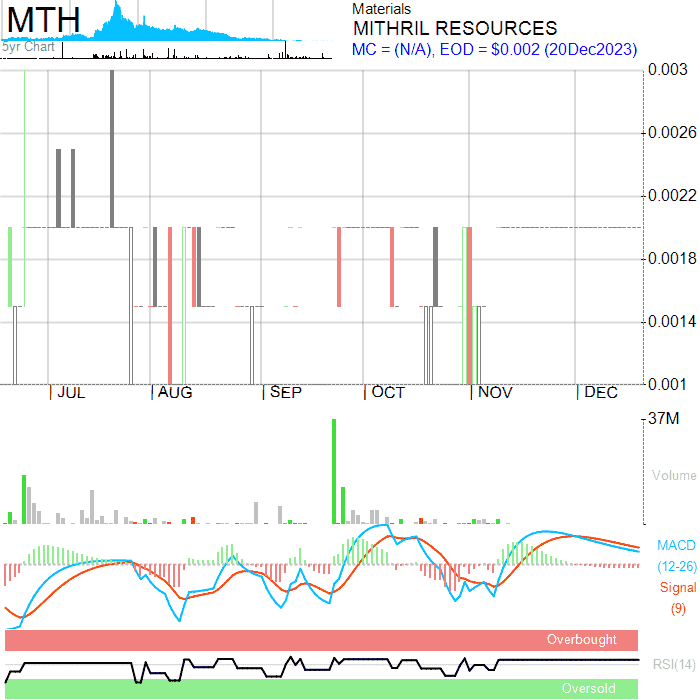 MTH
5yr Chart
Materials
MITHRIL RESOURCES
MC = (N/A), EOD = $0.002 (20Dec2023)
0.003
0.0026
0.0022
0.0018
0.0014
0.001
JUL AUG SEP OCT NOV DEC
37M
Volume
MACD
(12-26)
Signal
(9)
Overbought
RSI(14)
Oversold